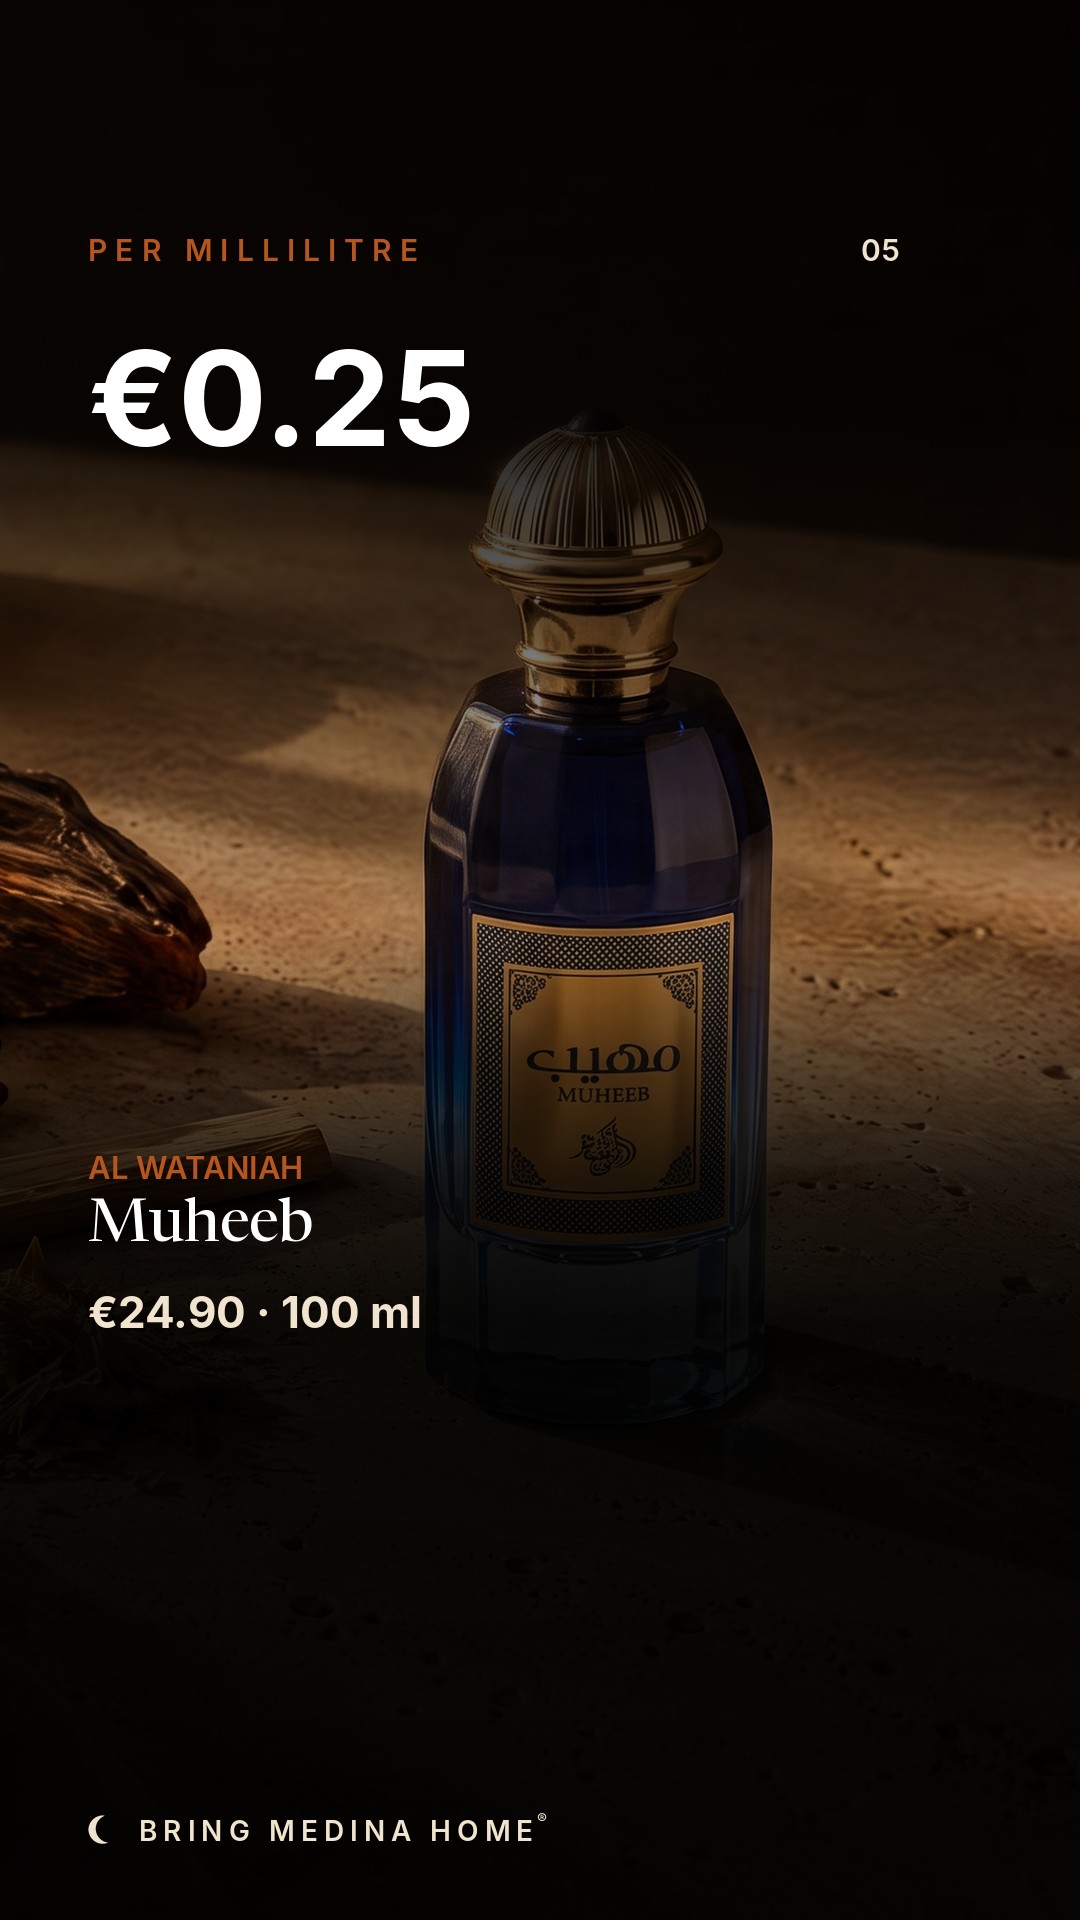 PER MILLILITRE
05
€0.25
مهيب
MUHEEB
AL WATANIAH
Muheeb
€24.90 · 100 ml
BRING MEDINA HOME®